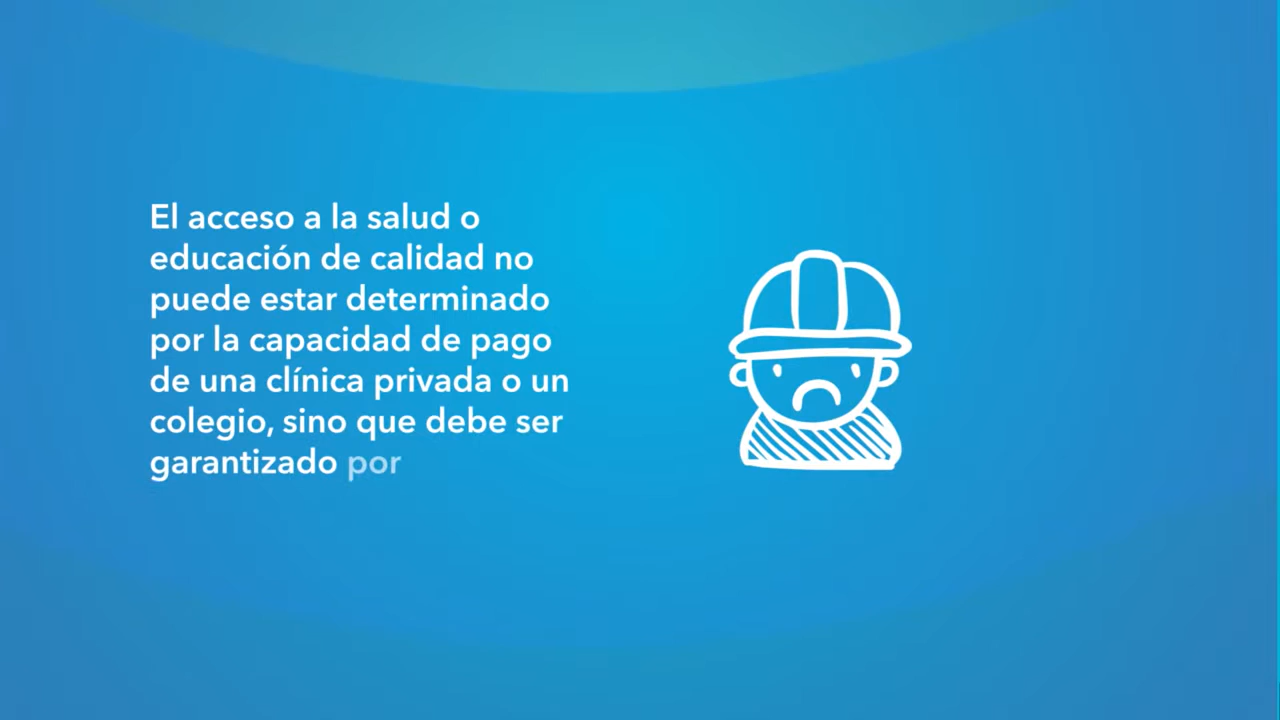 El acceso a la salud o
educación de calidad no
puede estar determinado
por la capacidad de pago
de una clínica privada o un
colegio, sino que debe ser
garantizado por